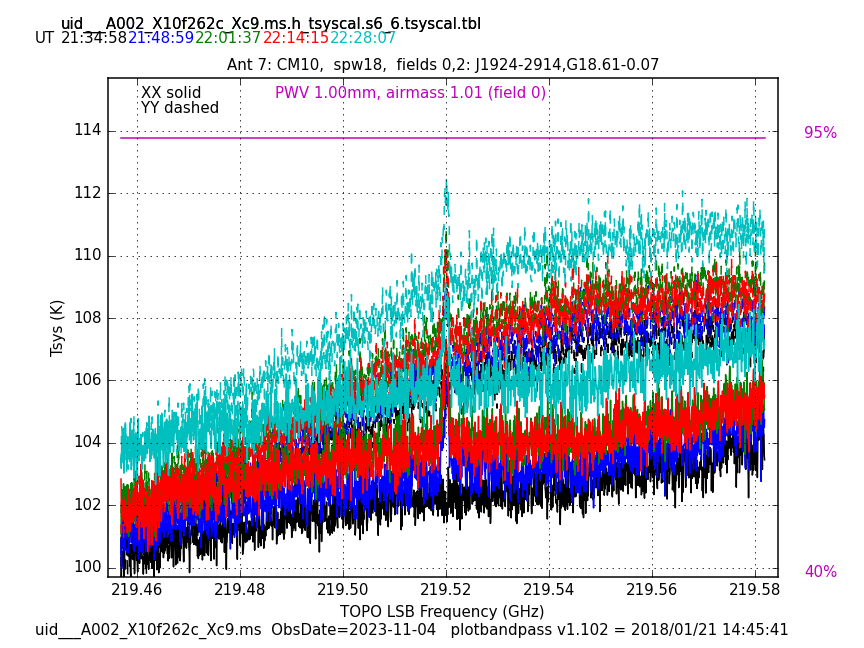 uid___A002_X10f262c_Xc9.ms.h_tsyscal.s6_6.tsyscal.tbl
UT 21:34:58 21:48:59 22:01:37 22:14:15 22:28:07
Ant 7: CM10, spw18, fields 0,2: J1924-2914,G18.61-0.07
XX solid PWV 1.00mm, airmass 1.01 (field 0)
YY dashed
114
95%
112
110
108
106
104
102
100
40%
Tsys (K)
219.46 219.48 219.50 219.52 219.54 219.56 219.58
TOPO LSB Frequency (GHz)
uid___A002_X10f262c_Xc9.ms ObsDate=2023-11-04 plotbandpass v1.102 = 2018/01/21 14:45:41